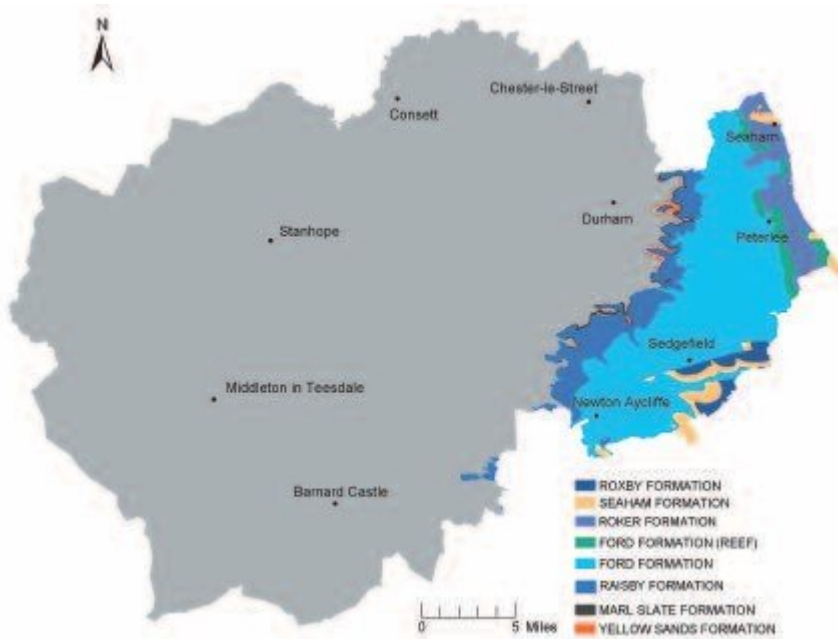 N
Chester-le-Street
Consett
Seaham
Durham
Peterlee
Stanhope
Sedgefield
Middleton in Teesdale
Newton Aycliffe
Barnard Castle
ROXBY FORMATION
SEAHAM FORMATION
ROKER FORMATION
FORD FORMATION (REEF)
FORD FORMATION
RAISBY FORMATION
MARL SLATE FORMATION
YELLOW SANDS FORMATION
0 5 Miles